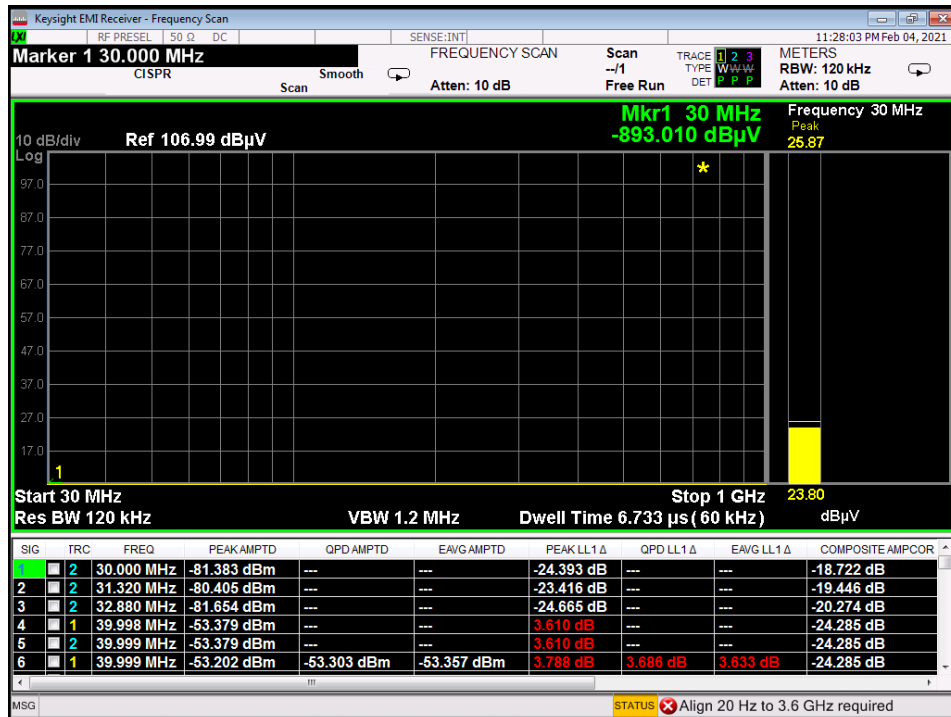 Keysight EMI Receiver - Frequency Scan
LXI RF PRESEL 50 Ω DC SENSE:INT 11:28:03 PM Feb 04, 2021
Marker 1 30.000 MHz FREQUENCY SCAN Scan TRACE 1 2 3 METERS
CISPR Smooth --/1 TYPE W W W RBW: 120 kHz
Scan Atten: 10 dB Free Run DET P P P Atten: 10 dB
Mkr1 30 MHz Frequency 30 MHz
Peak
10 dB/div Ref 106.99 dBµV -893.010 dBµV 25.87
Log
*
97.0
87.0
77.0
67.0
57.0
47.0
37.0
27.0
17.0
1
Start 30 MHz Stop 1 GHz 23.80
Res BW 120 kHz VBW 1.2 MHz Dwell Time 6.733 µs (60 kHz) dBµV
SIG TRC FREQ PEAK AMPTD QPD AMPTD EAVG AMPTD PEAK LL1 Δ QPD LL1 Δ EAVG LL1 Δ COMPOSITE AMPCOR
1 2 30.000 MHz -81.383 dBm --- --- -24.393 dB --- --- -18.722 dB
2 2 31.320 MHz -80.405 dBm --- --- -23.416 dB --- --- -19.446 dB
3 2 32.880 MHz -81.654 dBm --- --- -24.665 dB --- --- -20.274 dB
4 1 39.998 MHz -53.379 dBm --- --- 3.610 dB --- --- -24.285 dB
5 2 39.999 MHz -53.379 dBm --- --- 3.610 dB --- --- -24.285 dB
6 1 39.999 MHz -53.202 dBm -53.303 dBm -53.357 dBm 3.788 dB 3.686 dB 3.633 dB -24.285 dB
MSG STATUS Align 20 Hz to 3.6 GHz required